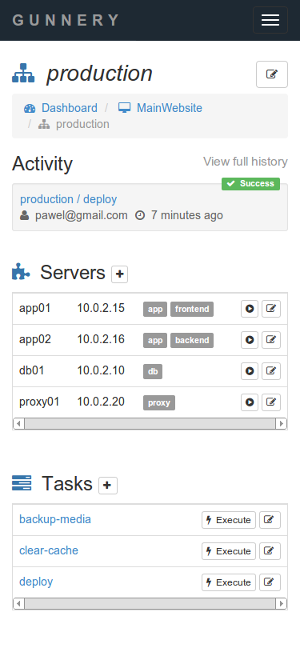 GUNNERY
production
Dashboard / MainWebsite
/ production
Activity View full history
Success
production / deploy
pawel@gmail.com 7 minutes ago
Servers
app01 10.0.2.15 app frontend
app02 10.0.2.16 app backend
db01 10.0.2.10 db
proxy01 10.0.2.20 proxy
Tasks
backup-media Execute
clear-cache Execute
deploy Execute